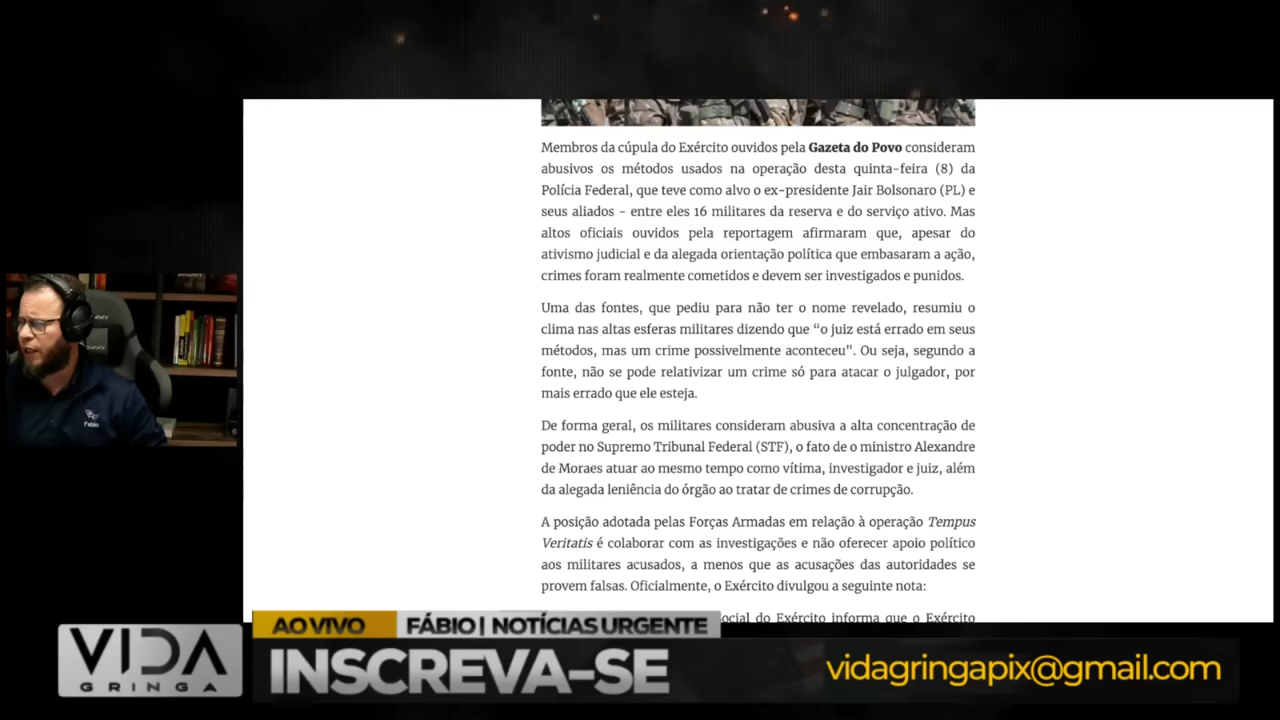 Membros da cúpula do Exército ouvidos pela Gazeta do Povo consideram
abusivos os métodos usados na operação desta quinta-feira (8) da
Polícia Federal, que teve como alvo o ex-presidente Jair Bolsonaro (PL) e
seus aliados - entre eles 16 militares da reserva e do serviço ativo. Mas
altos oficiais ouvidos pela reportagem afirmaram que, apesar do
ativismo judicial e da alegada orientação política que embasaram a ação,
crimes foram realmente cometidos e devem ser investigados e punidos.
Uma das fontes, que pediu para não ter o nome revelado, resumiu o
clima nas altas esferas militares dizendo que “o juiz está errado em seus
métodos, mas um crime possivelmente aconteceu". Ou seja, segundo a
fonte, não se pode relativizar um crime só para atacar o julgador, por
mais errado que ele esteja.
De forma geral, os militares consideram abusiva a alta concentração de
poder no Supremo Tribunal Federal (STF), o fato de o ministro Alexandre
de Moraes atuar ao mesmo tempo como vítima, investigador e juiz, além
da alegada leniência do órgão ao tratar de crimes de corrupção.
A posição adotada pelas Forças Armadas em relação à operação Tempus
Veritatis é colaborar com as investigações e não oferecer apoio político
aos militares acusados, a menos que as acusações das autoridades se
provem falsas. Oficialmente, o Exército divulgou a seguinte nota:
do Exército informa que o Exército
Fabio
AO VIVO FÁBIO | NOTÍCIAS URGENTE
VIDA
GRINGA
INSCREVA-SE
vidagringapix@gmail.com